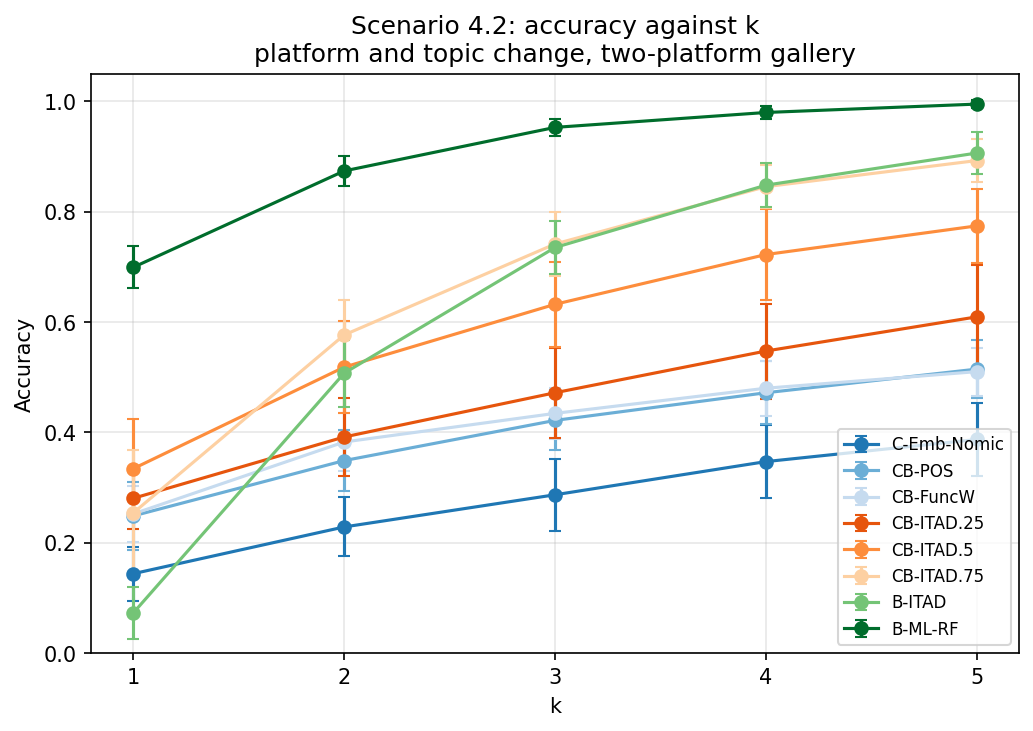 Scenario 4.2: accuracy against k
platform and topic change, two-platform gallery
Accuracy
1.0
0.8
0.6
0.4
0.2
0.0
C-Emb-Nomic
CB-POS
CB-FuncW
CB-ITAD.25
CB-ITAD.5
CB-ITAD.75
B-ITAD
B-ML-RF
1 2 3 4 5
k